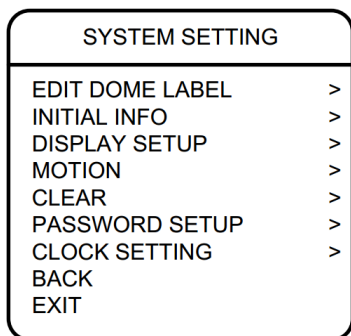 SYSTEM SETTING
EDIT DOME LABEL >
INITIAL INFO >
DISPLAY SETUP >
MOTION >
CLEAR >
PASSWORD SETUP >
CLOCK SETTING >
BACK
EXIT